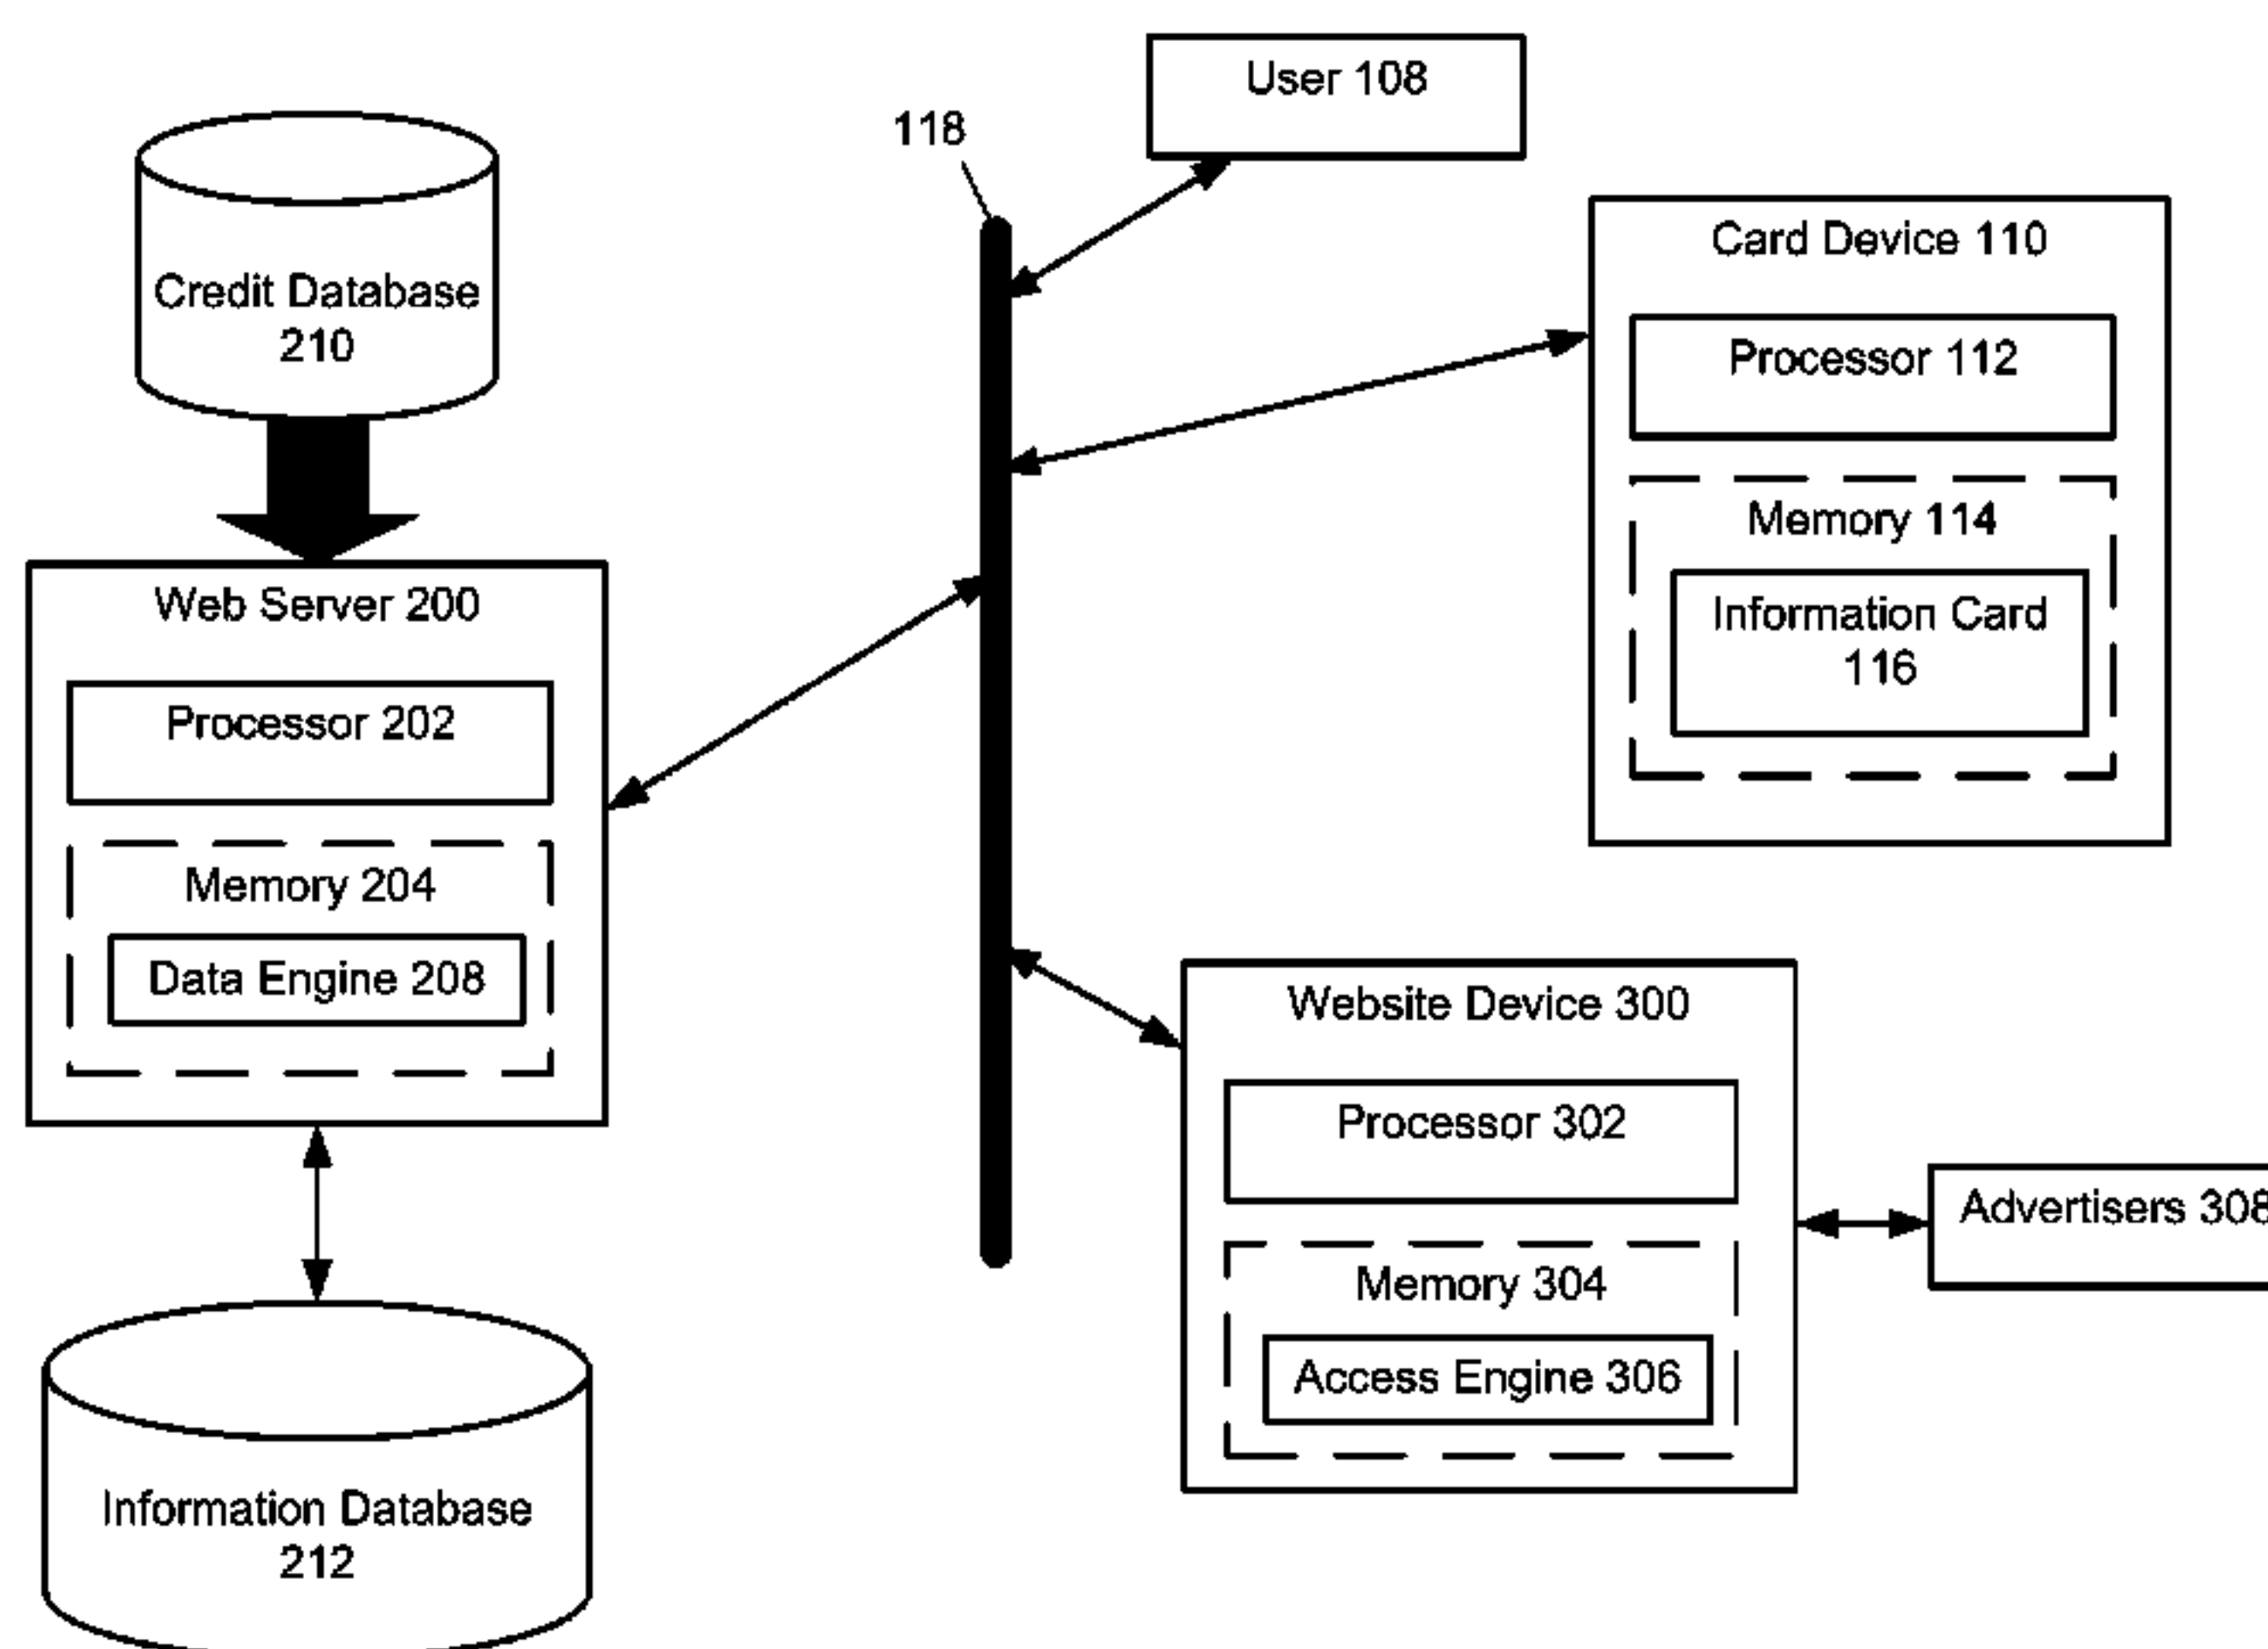 User 108
118
Credit Database
210
Card Device 110
Processor 112
Memory 114
Information Card
116
Web Server 200
Processor 202
Memory 204
Data Engine 208
Website Device 300
Processor 302
Memory 304
Access Engine 306
Advertisers 308
Information Database
212